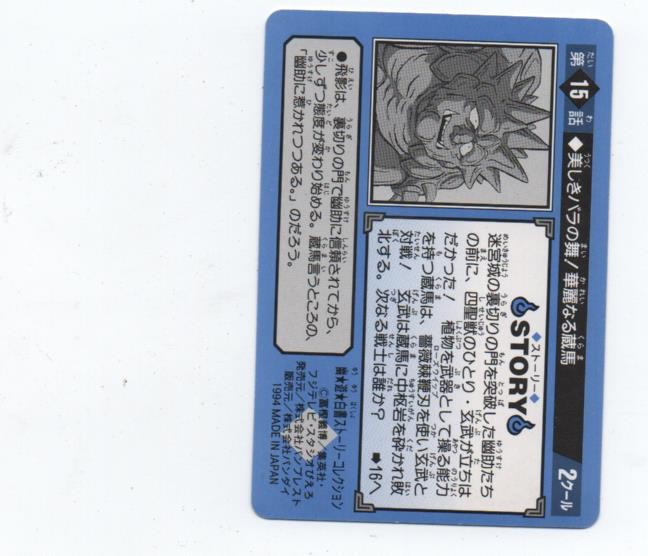 第15話 ◆美しきバラの舞！華麗なる蔵馬 2クール
◆ストーリー◆
STORY
迷宮城の裏切りの門を突破した幽助たち
の前に、四聖獣のひとり・玄武が立ちは
だかった！ 植物を武器として操る能力
を持つ蔵馬は、薔薇棘鞭刃を使い玄武と
対戦！ 玄武は蔵馬に中枢岩を砕かれ敗
北する。次なる戦士は誰か？ ➡16へ
●飛影は、裏切りの門で幽助に信頼されてから、
少しずつ態度が変わり始める。蔵馬言うところの、
「幽助に惹かれつつある。」のだろう。
幽★遊★白書ストーリーコレクション
©冨樫義博／集英社・
フジテレビ・スタジオぴえろ
発売元／株式会社バンプレスト
販売元／株式会社バンダイ
1994 MADE IN JAPAN